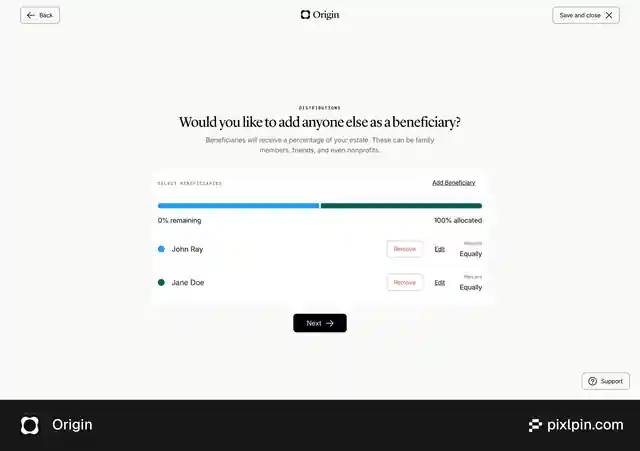 Back
Origin
Save and close
DISTRIBUTIONS
Would you like to add anyone else as a beneficiary?
Beneficiaries will receive a percentage of your estate. These can be family
members, friends, and even nonprofits.
SELECT BENEFICIARIES
Add Beneficiary
0% remaining
100% allocated
John Ray
Remove
Edit
Equally
Jane Doe
Remove
Edit
Equally
Next
Support
Origin
pixlpin.com